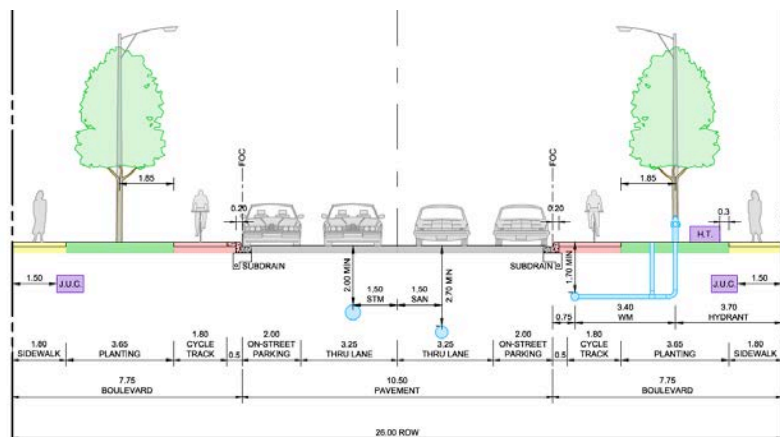 FOC
FOC
1.85
1.85
0.20
0.20
0.3
H.T.
SUBDRAIN
SUBDRAIN
1.50
J.U.C.
2.00 MIN
1.50
STM
1.50
SAN
2.70 MIN
1.70 MIN
1.50
J.U.C.
0.75
3.40
WM
3.70
HYDRANT
1.80
SIDEWALK
3.65
PLANTING
1.80
CYCLE
TRACK
0.5
2.00
ON-STREET
PARKING
3.25
THRU LANE
3.25
THRU LANE
2.00
ON-STREET
PARKING
0.5
1.80
CYCLE
TRACK
3.65
PLANTING
1.80
SIDEWALK
7.75
BOULEVARD
10.50
PAVEMENT
7.75
BOULEVARD
26.00 ROW